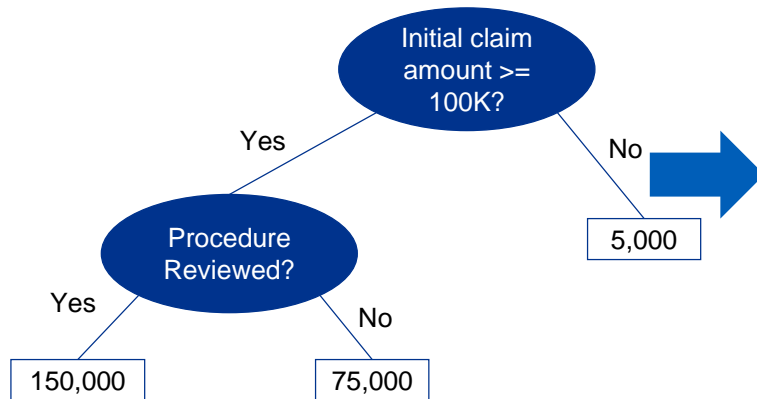 Initial claim
amount >=
100K?
Yes
No
5,000
Procedure
Reviewed?
Yes
No
150,000
75,000